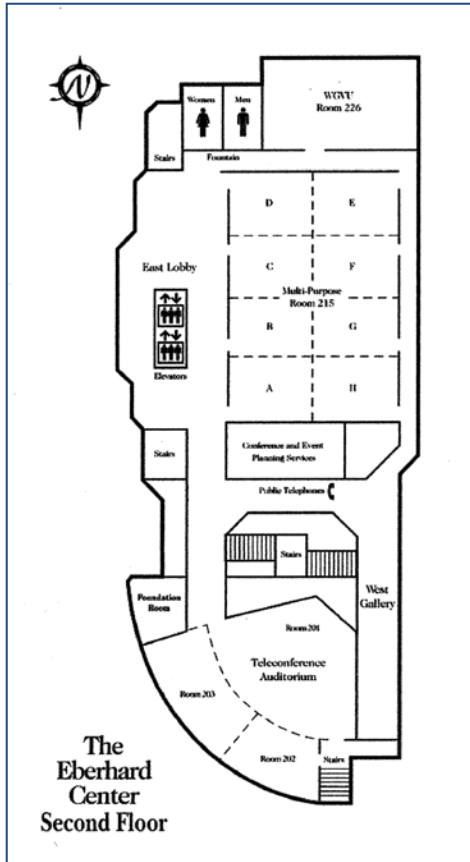 N
Women
Men
WGVU
Room 226
Stairs
Fountain
D
E
East Lobby
C
F
Multi-Purpose
Room 215
B
G
Elevators
A
H
Stairs
Conference and Event
Planning Services
Public Telephones
Stairs
Foundation
Room
West
Gallery
Room 201
Teleconference
Auditorium
Room 203
Room 202
Stairs
The
Eberhard
Center
Second Floor